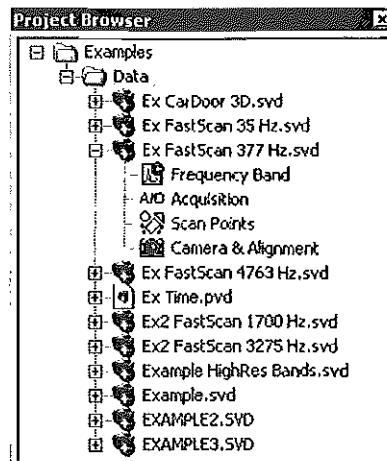 Project Browser
Examples
Data
Ex CarDoor 3D.svd
Ex FastScan 35 Hz.svd
Ex FastScan 377 Hz.svd
Frequency Band
A/D Acquisition
Scan Points
Camera & Alignment
Ex FastScan 4763 Hz.svd
Ex Time.pvd
Ex2 FastScan 1700 Hz.svd
Ex2 FastScan 3275 Hz.svd
Example HighRes Bands.svd
Example.svd
EXAMPLE2.SVD
EXAMPLE3.SVD